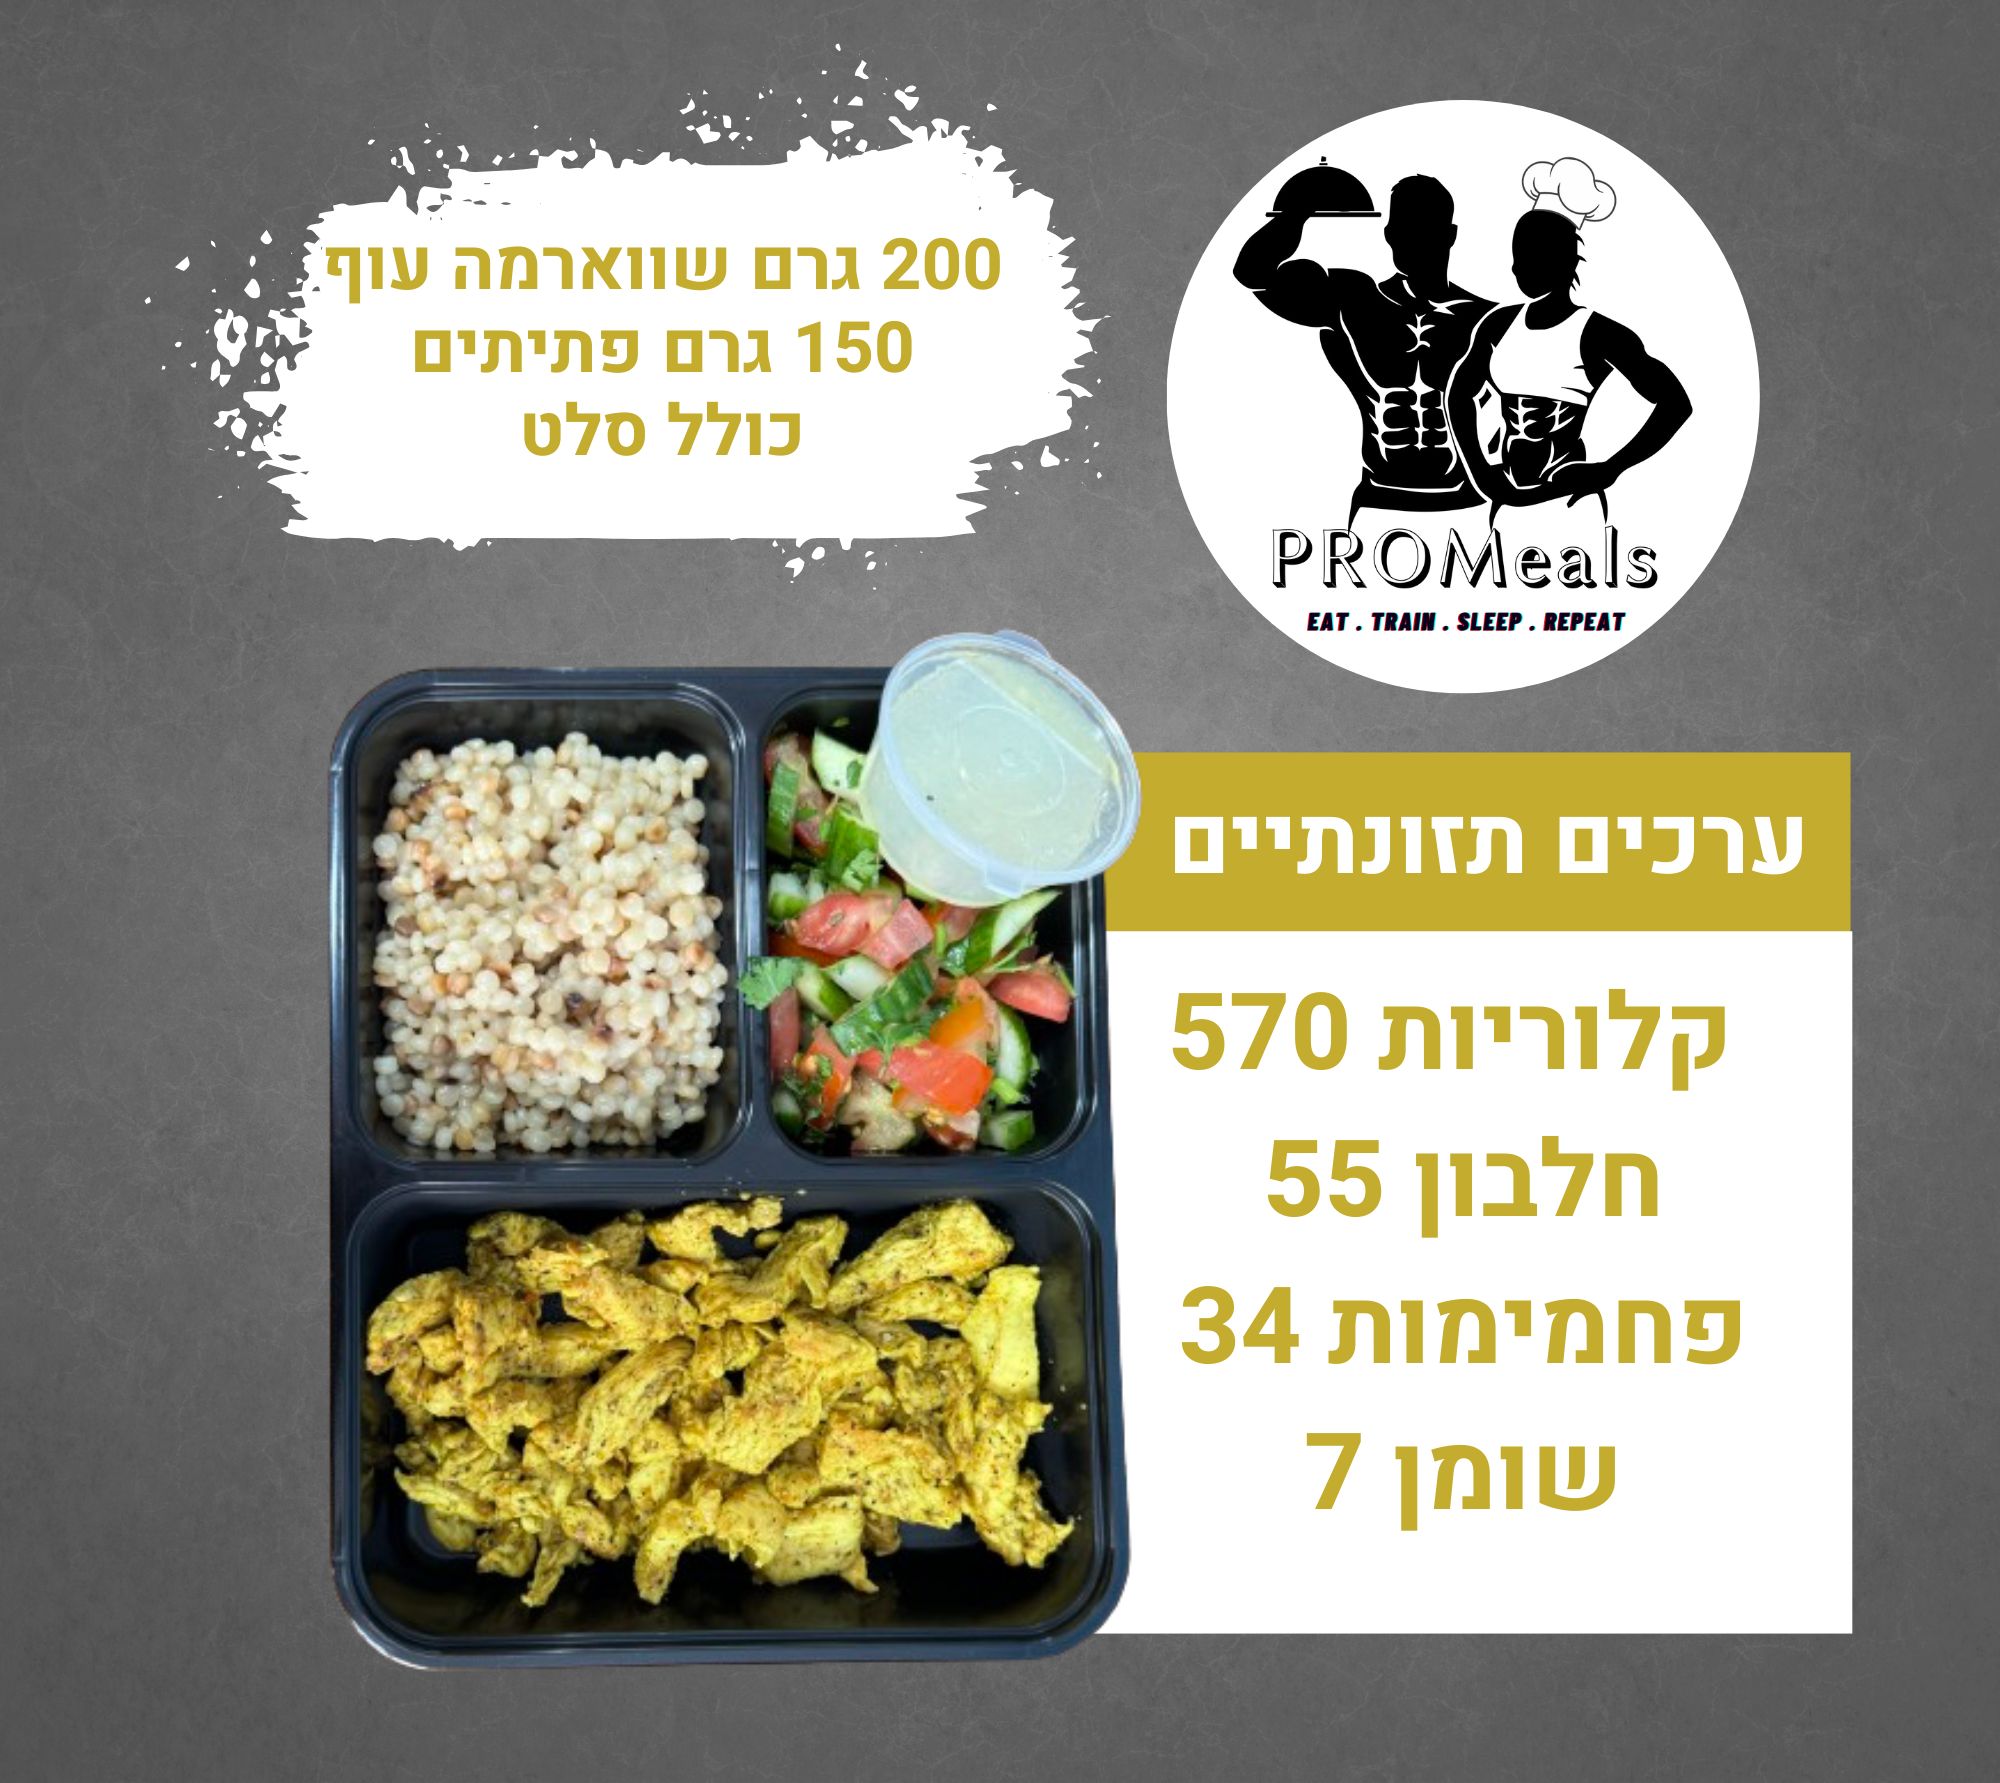 200 גרם שווארמה עוף
150 גרם פתיתים
כולל סלט
PROMeals
EAT . TRAIN . SLEEP . REPEAT
ערכים תזונתיים
קלוריות 570
חלבון 55
פחמימות 34
שומן 7